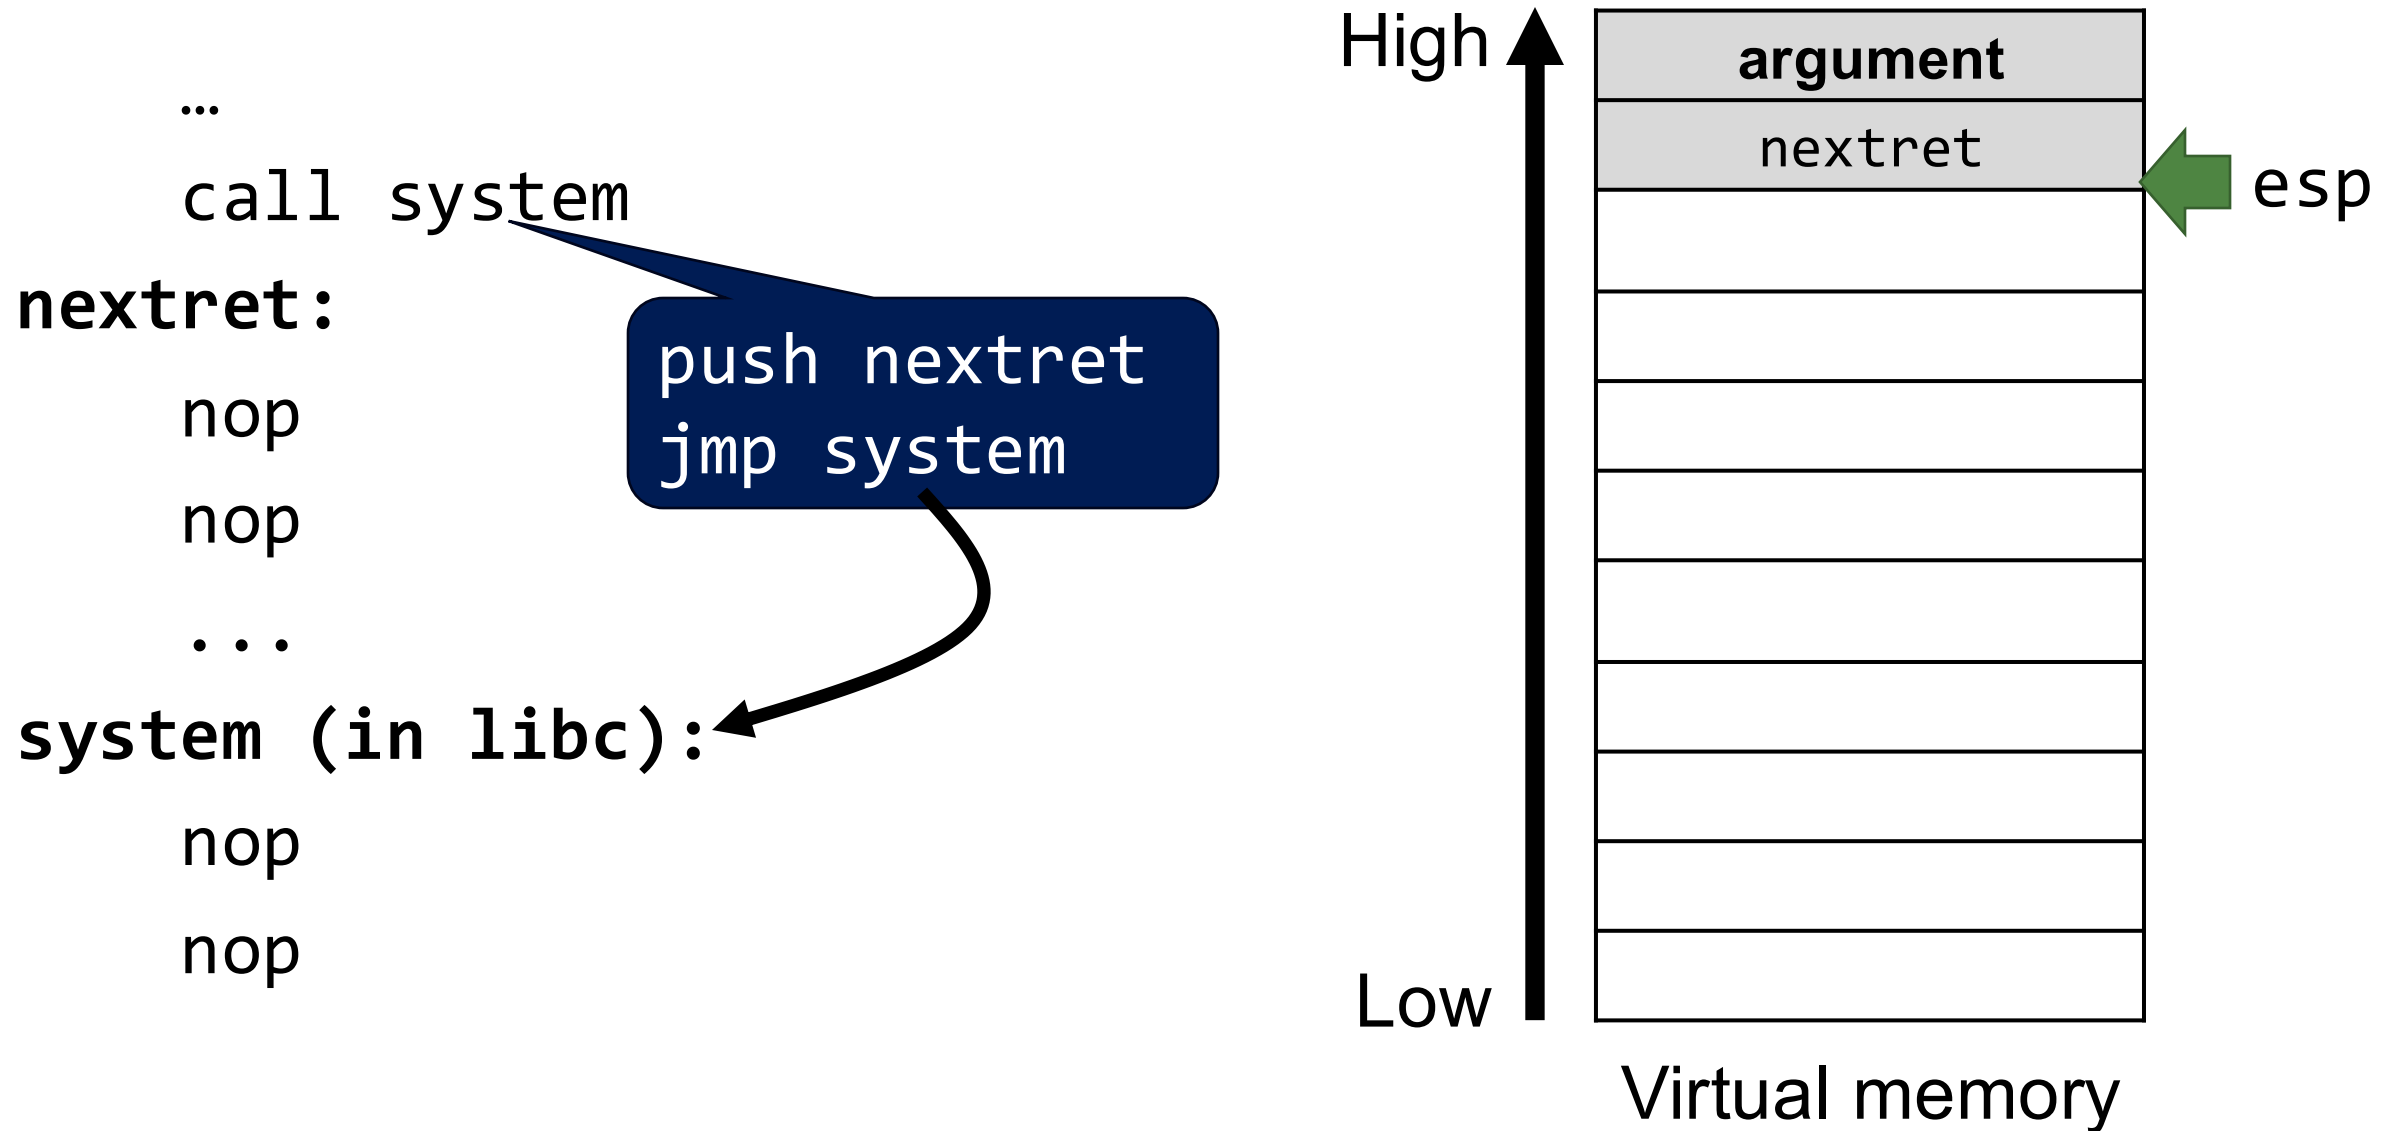 …
call system
nextret:
nop
nop
...
system (in libc):
nop
nop
push nextret
jmp system
High
Low
argument
nextret
esp
Virtual memory